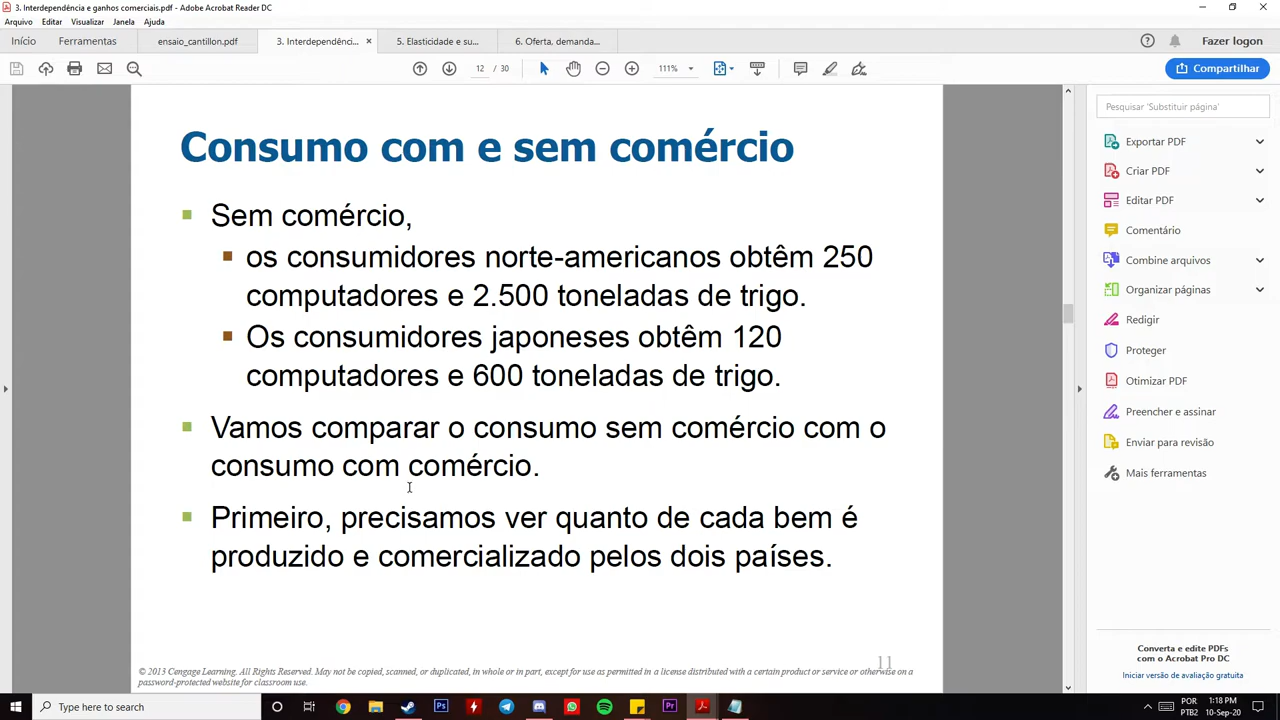 3. Interdependência e ganhos comerciais.pdf - Adobe Acrobat Reader DC
Arquivo Editar Visualizar Janela Ajuda
Início Ferramentas ensaio_cantillon.pdf 3. Interdependênci... × 5. Elasticidade e su... 6. Oferta, demanda... Fazer logon
12 / 30 111% Compartilhar
Consumo com e sem comércio
Sem comércio,
os consumidores norte-americanos obtêm 250
computadores e 2.500 toneladas de trigo.
Os consumidores japoneses obtêm 120
computadores e 600 toneladas de trigo.
Vamos comparar o consumo sem comércio com o
consumo com comércio.
Primeiro, precisamos ver quanto de cada bem é
produzido e comercializado pelos dois países.
11
© 2013 Cengage Learning. All Rights Reserved. May not be copied, scanned, or duplicated, in whole or in part, except for use as permitted in a license distributed with a certain product or service or otherwise on a
password-protected website for classroom use.
Pesquisar 'Substituir página'
Exportar PDF
Criar PDF
Editar PDF
Comentário
Combine arquivos
Organizar páginas
Redigir
Proteger
Otimizar PDF
Preencher e assinar
Enviar para revisão
Mais ferramentas
Converta e edite PDFs
com o Acrobat Pro DC
Iniciar versão de avaliação gratuita
Type here to search
POR
PTB2
1:18 PM
10-Sep-20